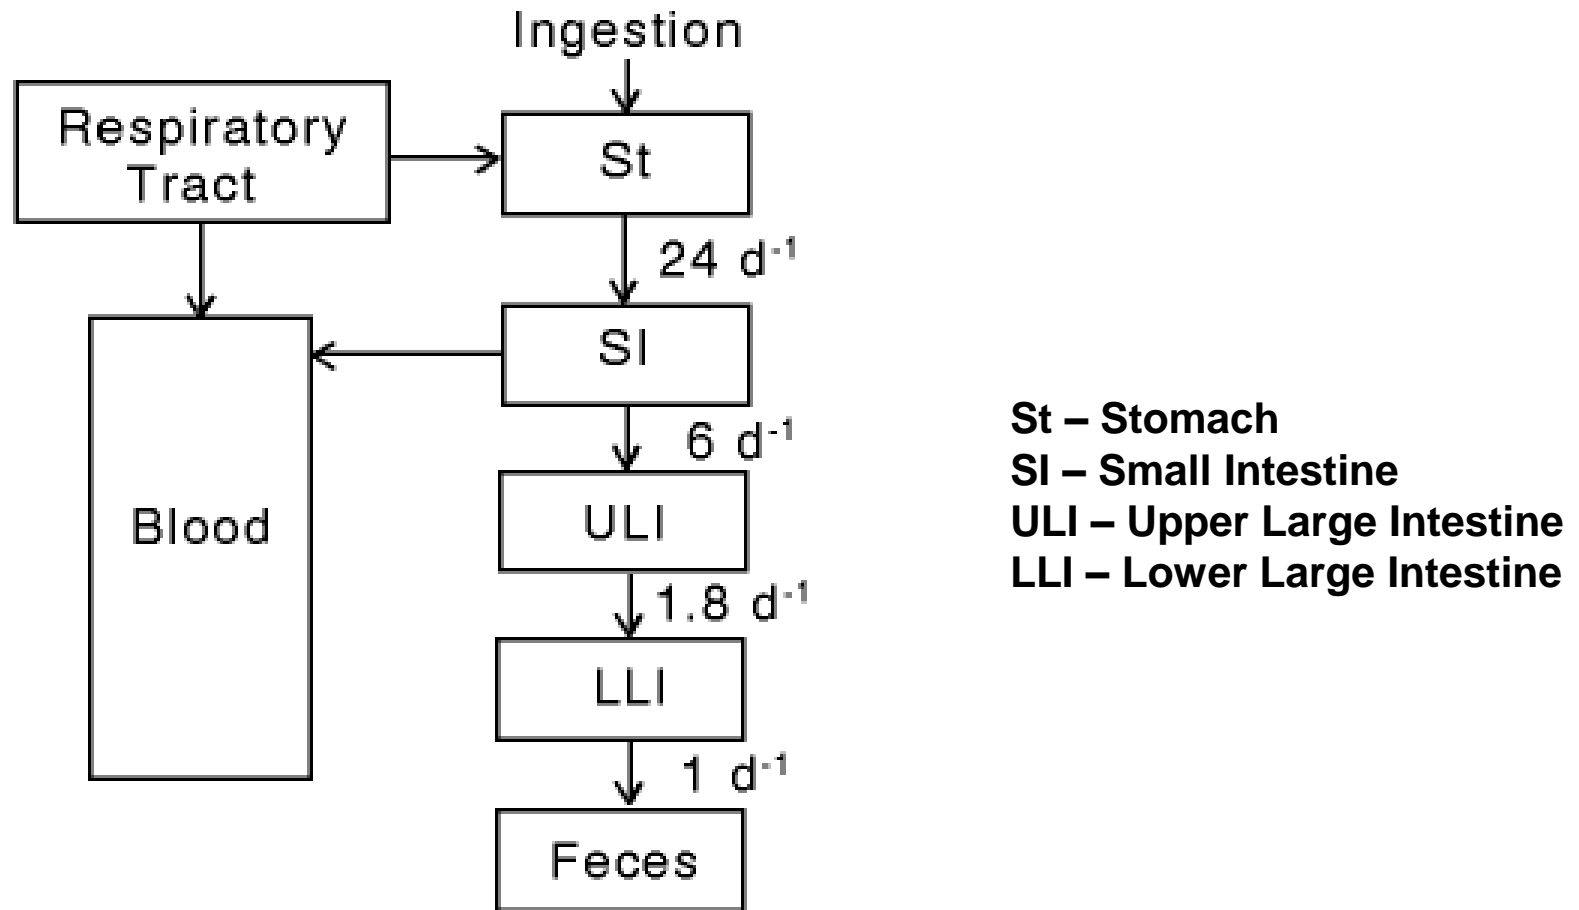 Ingestion
Respiratory
Tract
St
24 d⁻¹
SI
6 d⁻¹
Blood
ULI
1.8 d⁻¹
LLI
1 d⁻¹
Feces
St – Stomach
SI – Small Intestine
ULI – Upper Large Intestine
LLI – Lower Large Intestine